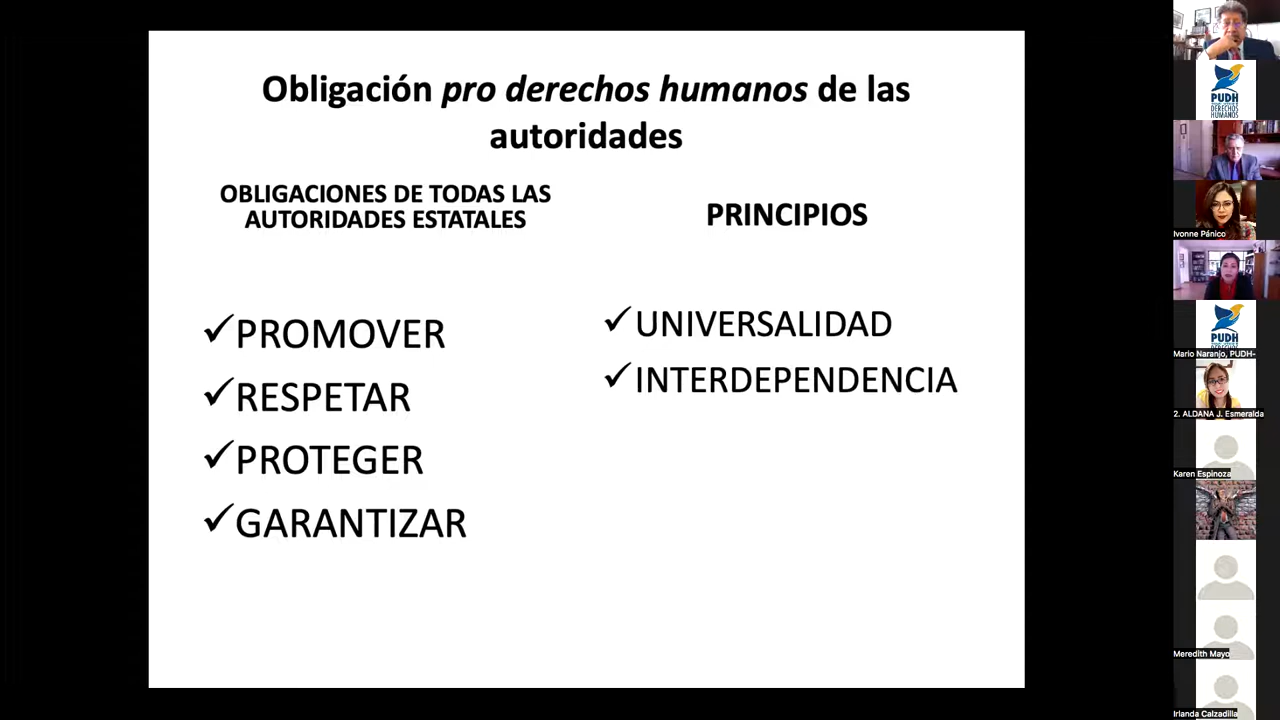 Obligación pro derechos humanos de las
autoridades
OBLIGACIONES DE TODAS LAS
AUTORIDADES ESTATALES
✓PROMOVER
✓RESPETAR
✓PROTEGER
✓GARANTIZAR
PRINCIPIOS
✓UNIVERSALIDAD
✓INTERDEPENDENCIA
PUDH
DERECHOS
HUMANOS
Ivonne Pánico
PUDH
Mario Naranjo, PUDH-
2. ALDANA J. Esmeralda
Karen Espinoza
Meredith Mayo
Irlanda Calzadilla